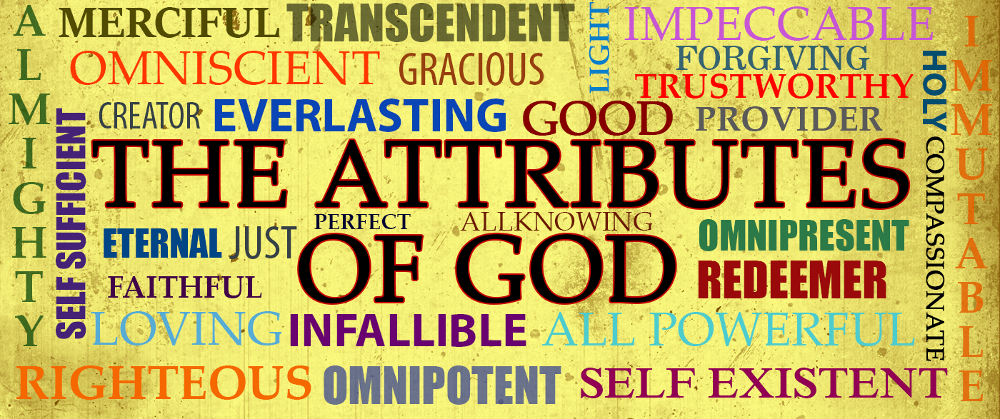 ALMIGHTY
SELF SUFFICIENT
MERCIFUL TRANSCENDENT
LIGHT
IMPECCABLE
OMNISCIENT GRACIOUS
FORGIVING
TRUSTWORTHY
CREATOR EVERLASTING GOOD PROVIDER
HOLY COMPASSIONATE
IMMUTABLE
THE ATTRIBUTES
PERFECT ALLKNOWING
ETERNAL JUST
OF GOD
OMNIPRESENT
FAITHFUL
REDEEMER
LOVING INFALLIBLE ALL POWERFUL
RIGHTEOUS OMNIPOTENT SELF EXISTENT